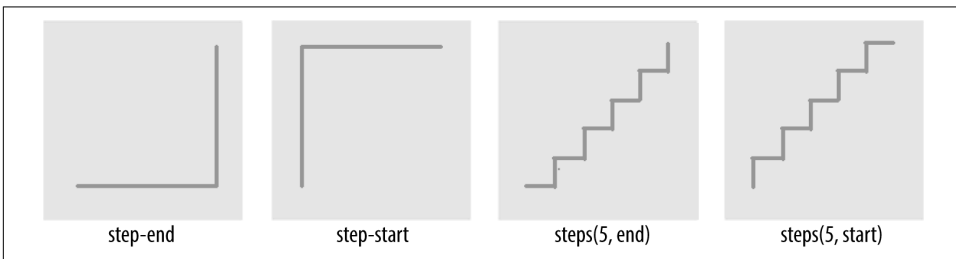 step-end
step-start
steps(5, end)
steps(5, start)